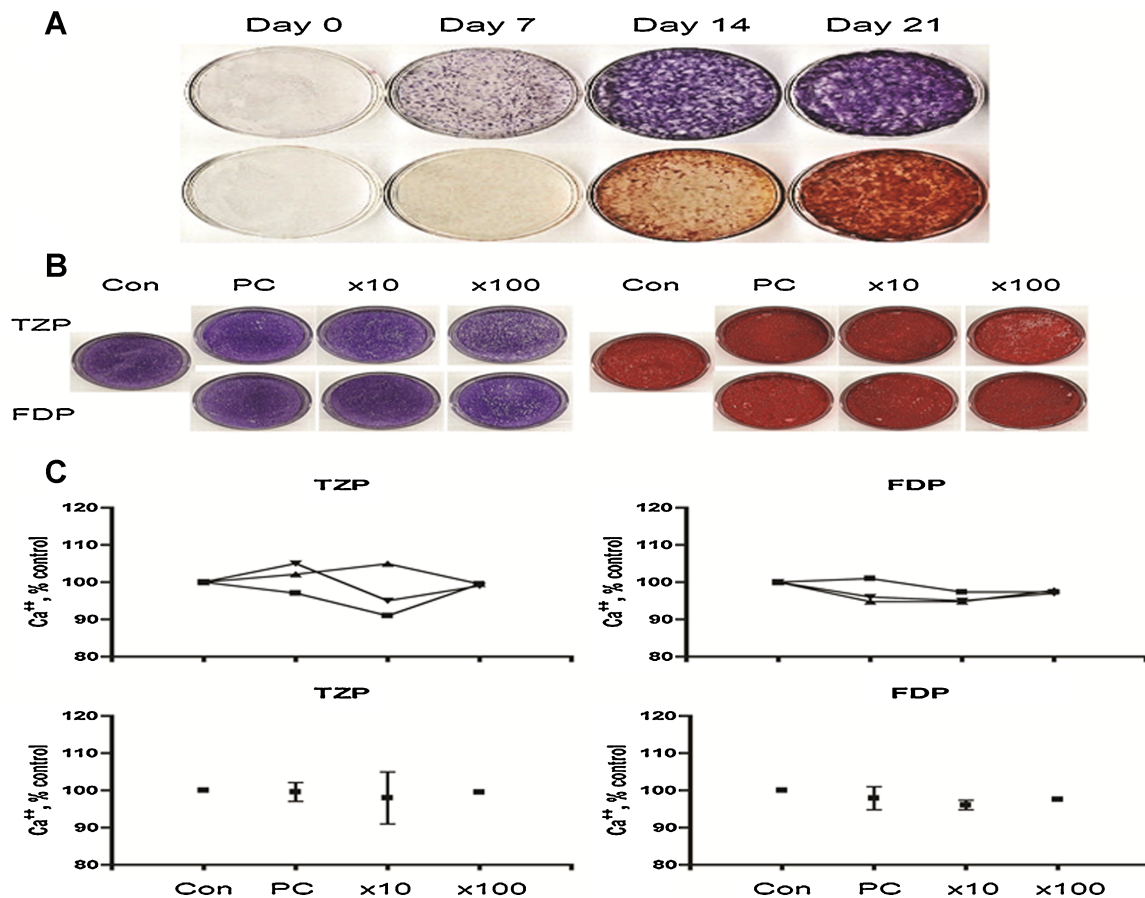 A
Day 0 Day 7 Day 14 Day 21
B
Con PC x10 x100 Con PC x10 x100
TZP
FDP
C
TZP FDP
120 120
110 110
100 100
90 90
80 80
Ca⁺⁺, % control Ca⁺⁺, % control
TZP FDP
120 120
110 110
100 100
90 90
80 80
Ca⁺⁺, % control Ca⁺⁺, % control
Con PC x10 x100 Con PC x10 x100